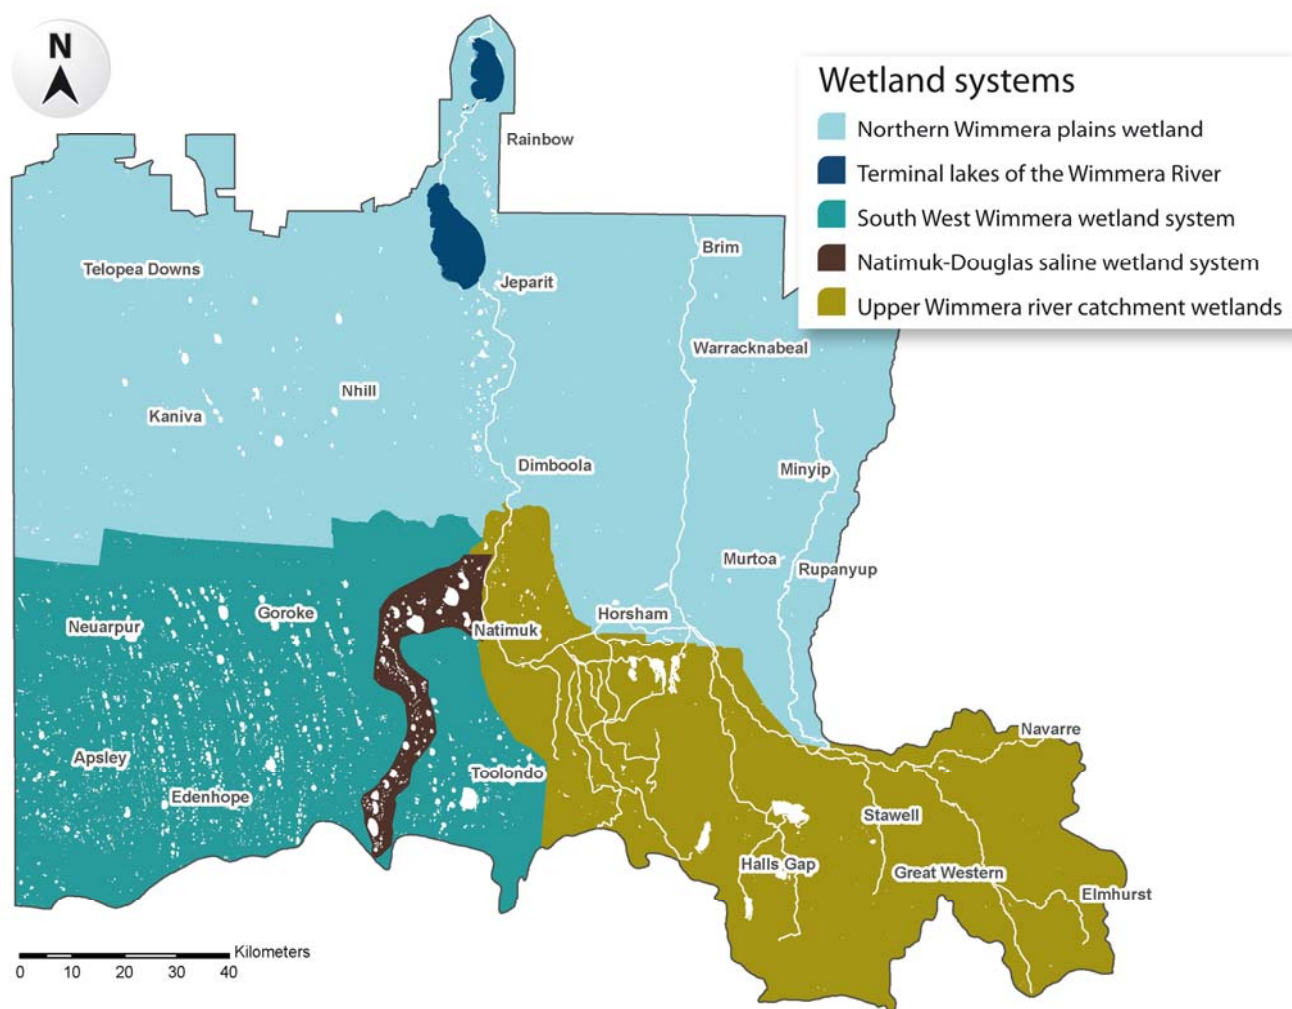 N
Wetland systems
Northern Wimmera plains wetland
Terminal lakes of the Wimmera River
South West Wimmera wetland system
Natimuk-Douglas saline wetland system
Upper Wimmera river catchment wetlands
Rainbow
Telopea Downs
Brim
Jeparit
Warracknabeal
Nhill
Kaniva
Dimboola
Minyip
Murtoa
Rupanyup
Goroke
Horsham
Neuarpur
Natimuk
Navarre
Apsley
Toolondo
Edenhope
Stawell
Halls Gap
Great Western
Elmhurst
Kilometers
0 10 20 30 40